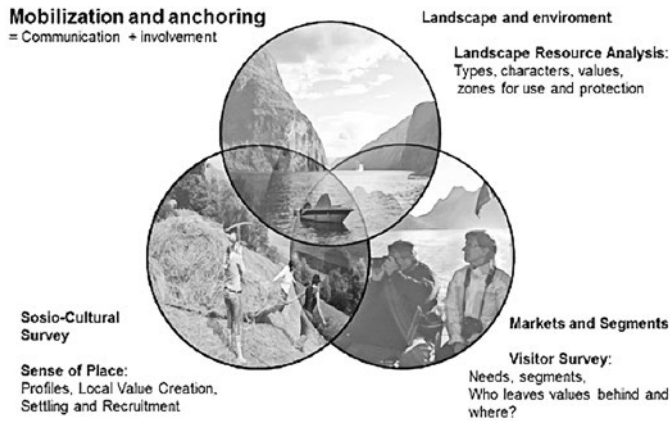 Mobilization and anchoring
= Communication + Involvement
Landscape and enviroment
Landscape Resource Analysis:
Types, characters, values,
zones for use and protection
Sosio-Cultural
Survey
Sense of Place:
Profiles, Local Value Creation,
Settling and Recruitment
Markets and Segments
Visitor Survey:
Needs, segments,
Who leaves values behind and
where?